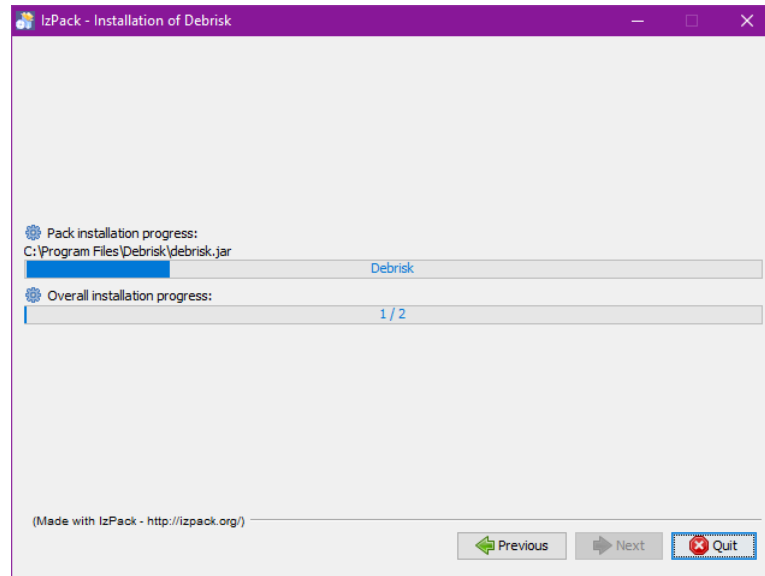 IzPack - Installation of Debrisk
Pack installation progress:
C:\Program Files\Debrisk\debrisk.jar
Debrisk
Overall installation progress:
1 / 2
(Made with IzPack - http://izpack.org/)
Previous Next Quit